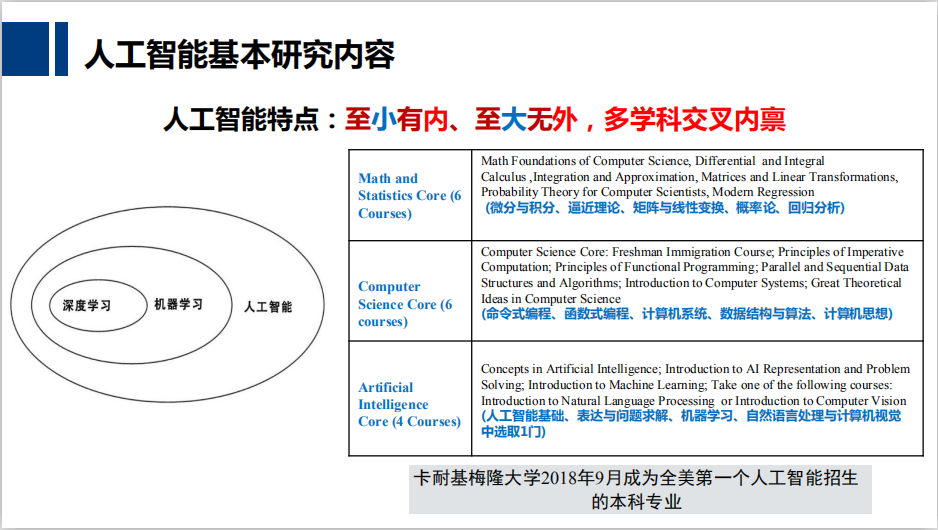 人工智能基本研究内容
人工智能特点：至小有内、至大无外，多学科交叉内禀
深度学习
机器学习
人工智能
Math and
Statistics Core (6
Courses)
Math Foundations of Computer Science, Differential and Integral
Calculus ,Integration and Approximation, Matrices and Linear Transformations,
Probability Theory for Computer Scientists, Modern Regression
(微分与积分、逼近理论、矩阵与线性变换、概率论、回归分析)
Computer
Science Core (6
courses)
Computer Science Core: Freshman Immigration Course; Principles of Imperative
Computation; Principles of Functional Programming; Parallel and Sequential Data
Structures and Algorithms; Introduction to Computer Systems; Great Theoretical
Ideas in Computer Science
(命令式编程、函数式编程、计算机系统、数据结构与算法、计算机思想)
Artificial
Intelligence
Core (4 Courses)
Concepts in Artificial Intelligence; Introduction to AI Representation and Problem
Solving; Introduction to Machine Learning; Take one of the following courses:
Introduction to Natural Language Processing or Introduction to Computer Vision
(人工智能基础、表达与问题求解、机器学习、自然语言处理与计算机视觉
中选取1门)
卡耐基梅隆大学2018年9月成为全美第一个人工智能招生
的本科专业